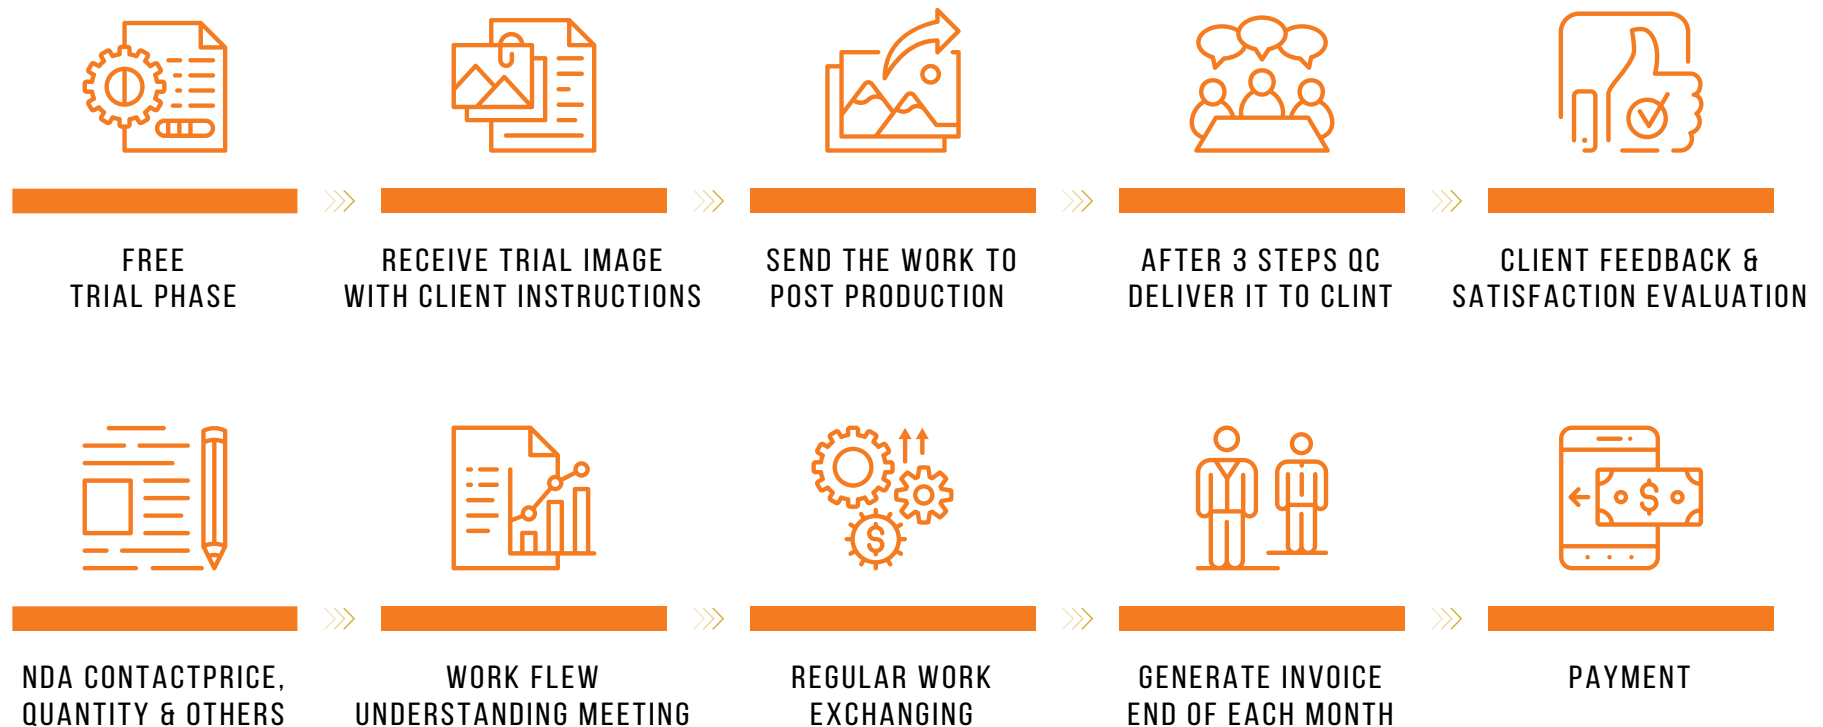 FREE
TRIAL PHASE
RECEIVE TRIAL IMAGE
WITH CLIENT INSTRUCTIONS
SEND THE WORK TO
POST PRODUCTION
AFTER 3 STEPS QC
DELIVER IT TO CLINT
CLIENT FEEDBACK &
SATISFACTION EVALUATION
NDA CONTACTPRICE,
QUANTITY & OTHERS
WORK FLEW
UNDERSTANDING MEETING
REGULAR WORK
EXCHANGING
GENERATE INVOICE
END OF EACH MONTH
PAYMENT